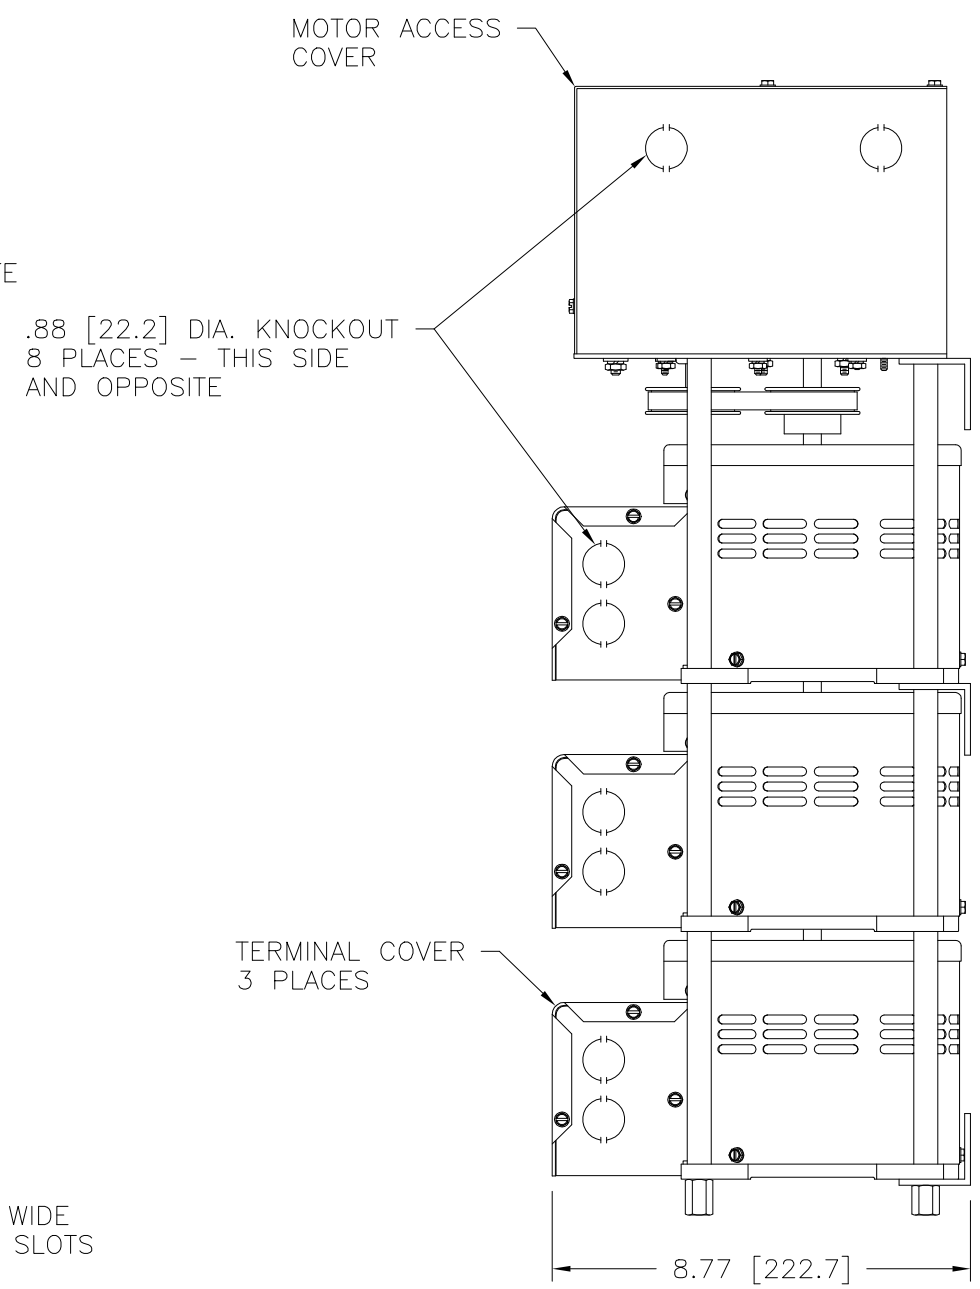 MOTOR ACCESS
COVER
.88 [22.2] DIA. KNOCKOUT
8 PLACES – THIS SIDE
AND OPPOSITE
TERMINAL COVER
3 PLACES
WIDE
SLOTS
8.77 [222.7]